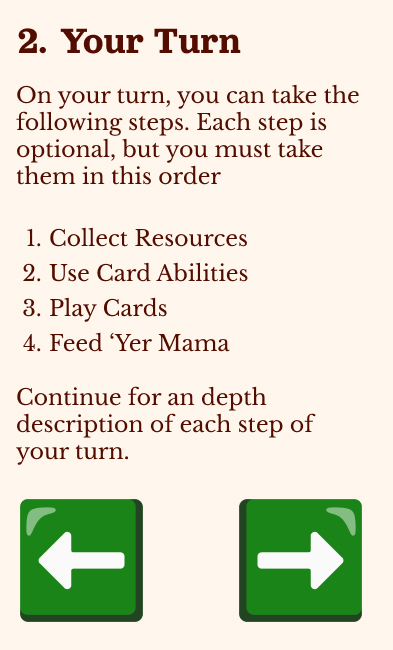 2. Your Turn
On your turn, you can take the
following steps. Each step is
optional, but you must take
them in this order
1. Collect Resources
2. Use Card Abilities
3. Play Cards
4. Feed ‘Yer Mama
Continue for an depth
description of each step of
your turn.